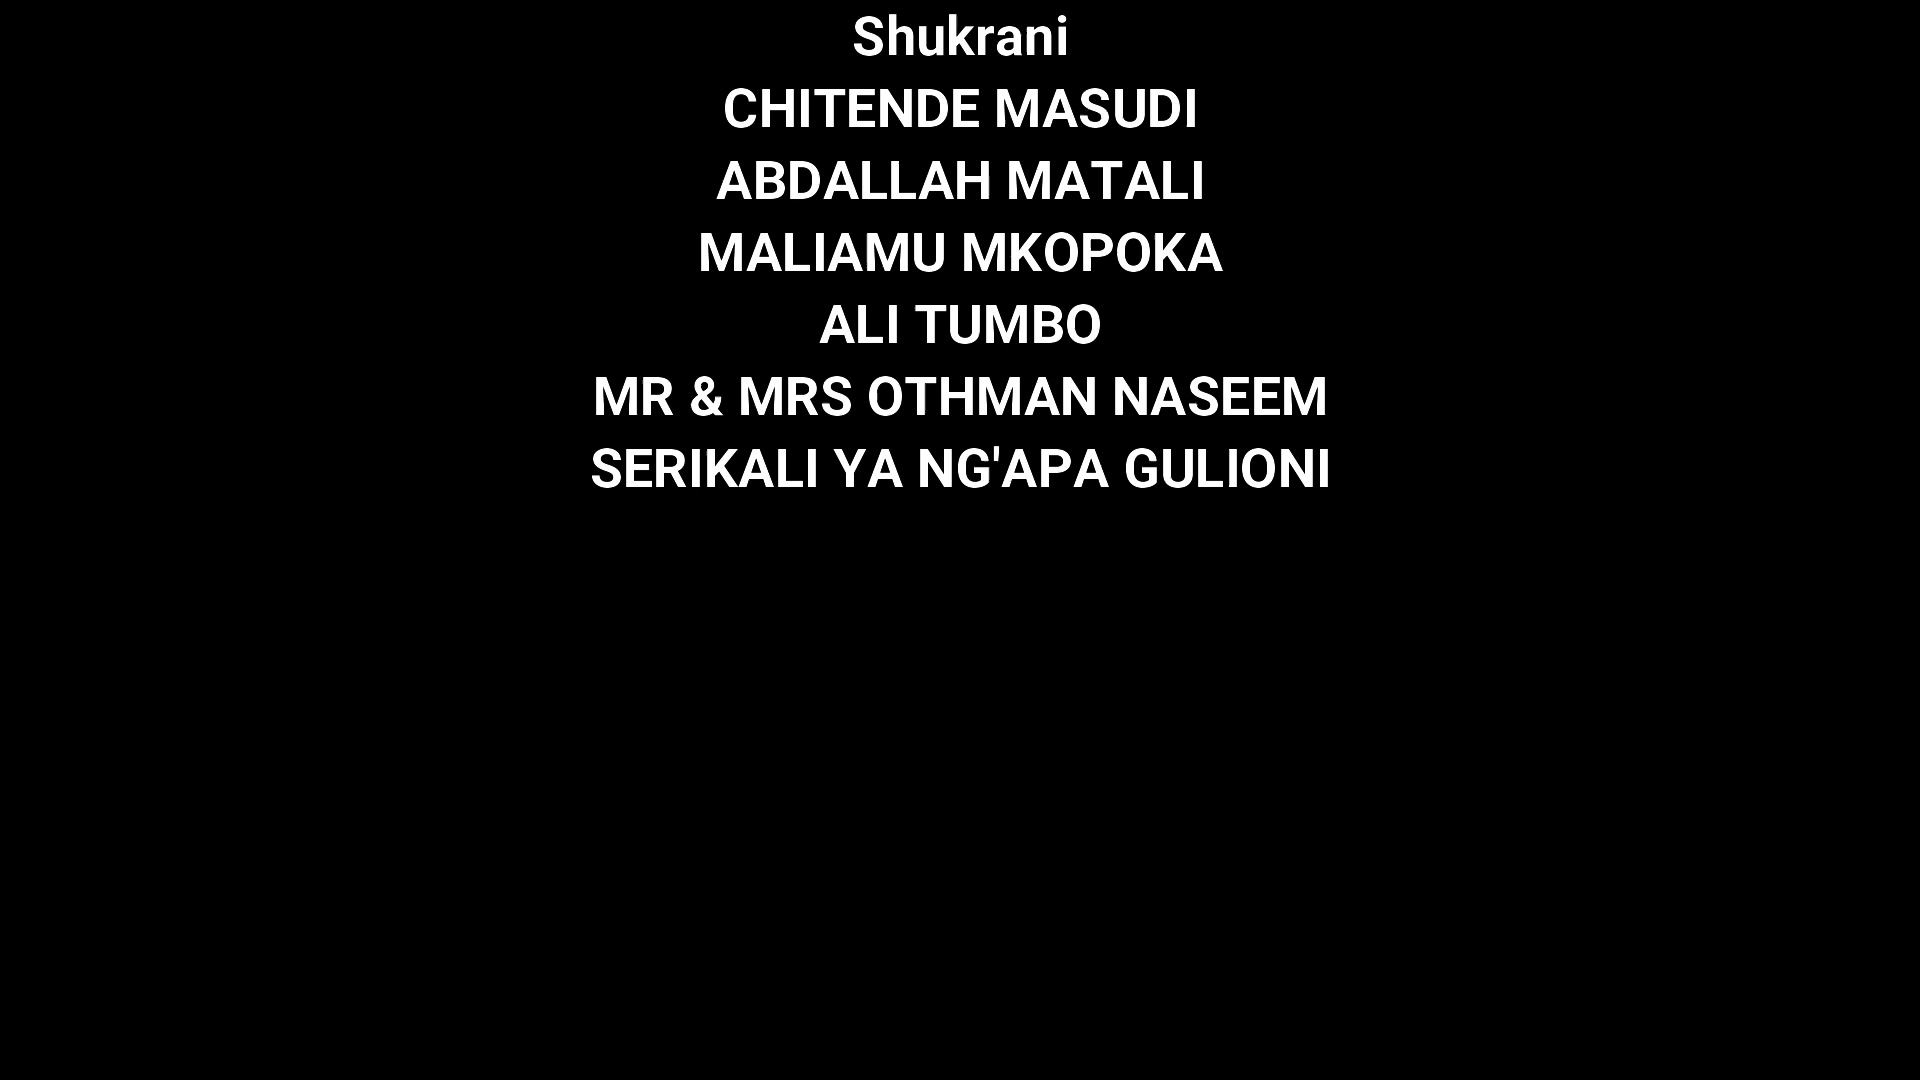 Shukrani
CHITENDE MASUDI
ABDALLAH MATALI
MALIAMU MKOPOKA
ALI TUMBO
MR & MRS OTHMAN NASEEM
SERIKALI YA NG'APA GULIONI